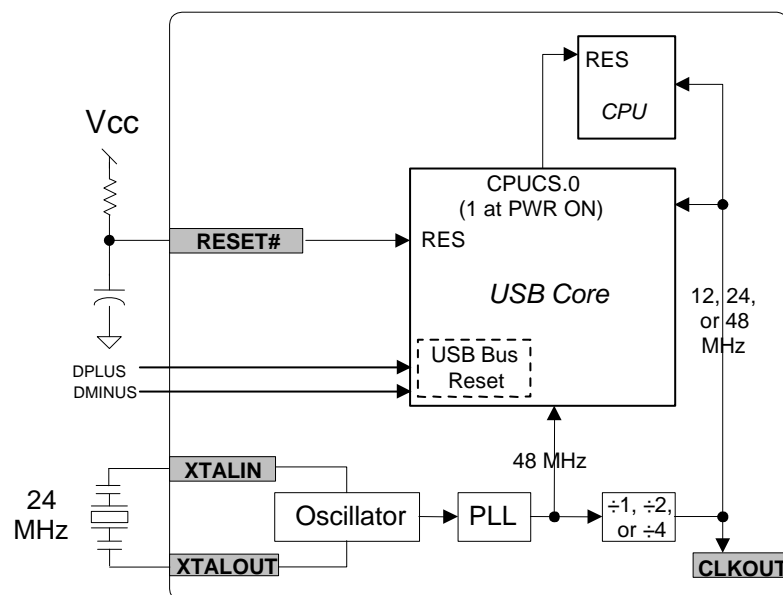 RES
CPU
Vcc
CPUCS.0
(1 at PWR ON)
RESET#
RES
USB Core
12, 24,
or 48
MHz
USB Bus
Reset
DPLUS
DMINUS
XTALIN
48 MHz
24
MHz
Oscillator
PLL
÷1, ÷2,
or ÷4
XTALOUT
CLKOUT